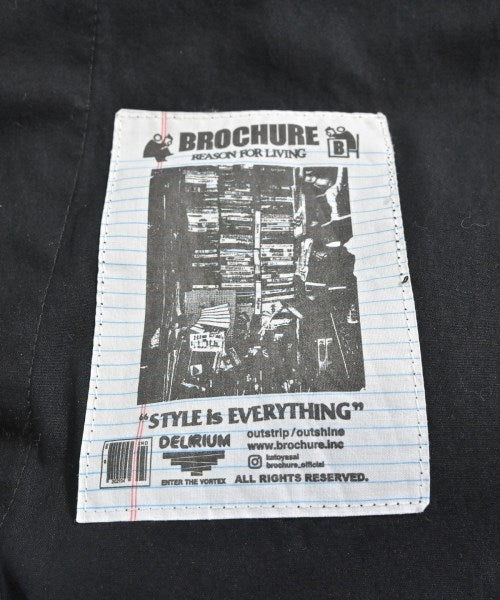 BROCHURE
B
REASON FOR LIVING
"STYLE is EVERYTHING"
DELIRIUM
ENTER THE VORTEX
outstrip/outshine
www.brochure.inc
katoyasai
brochure_official
ALL RIGHTS RESERVED.